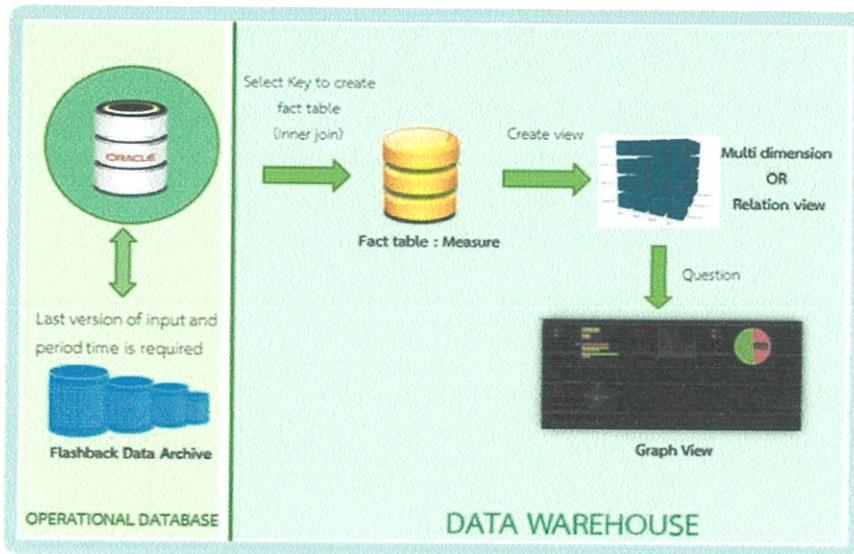 ORACLE
Last version of input and
period time is required
Flashback Data Archive
OPERATIONAL DATABASE
Select Key to create
fact table
(Inner join)
Fact table : Measure
Create view
Multi dimension
OR
Relation view
Question
Graph View
DATA WAREHOUSE